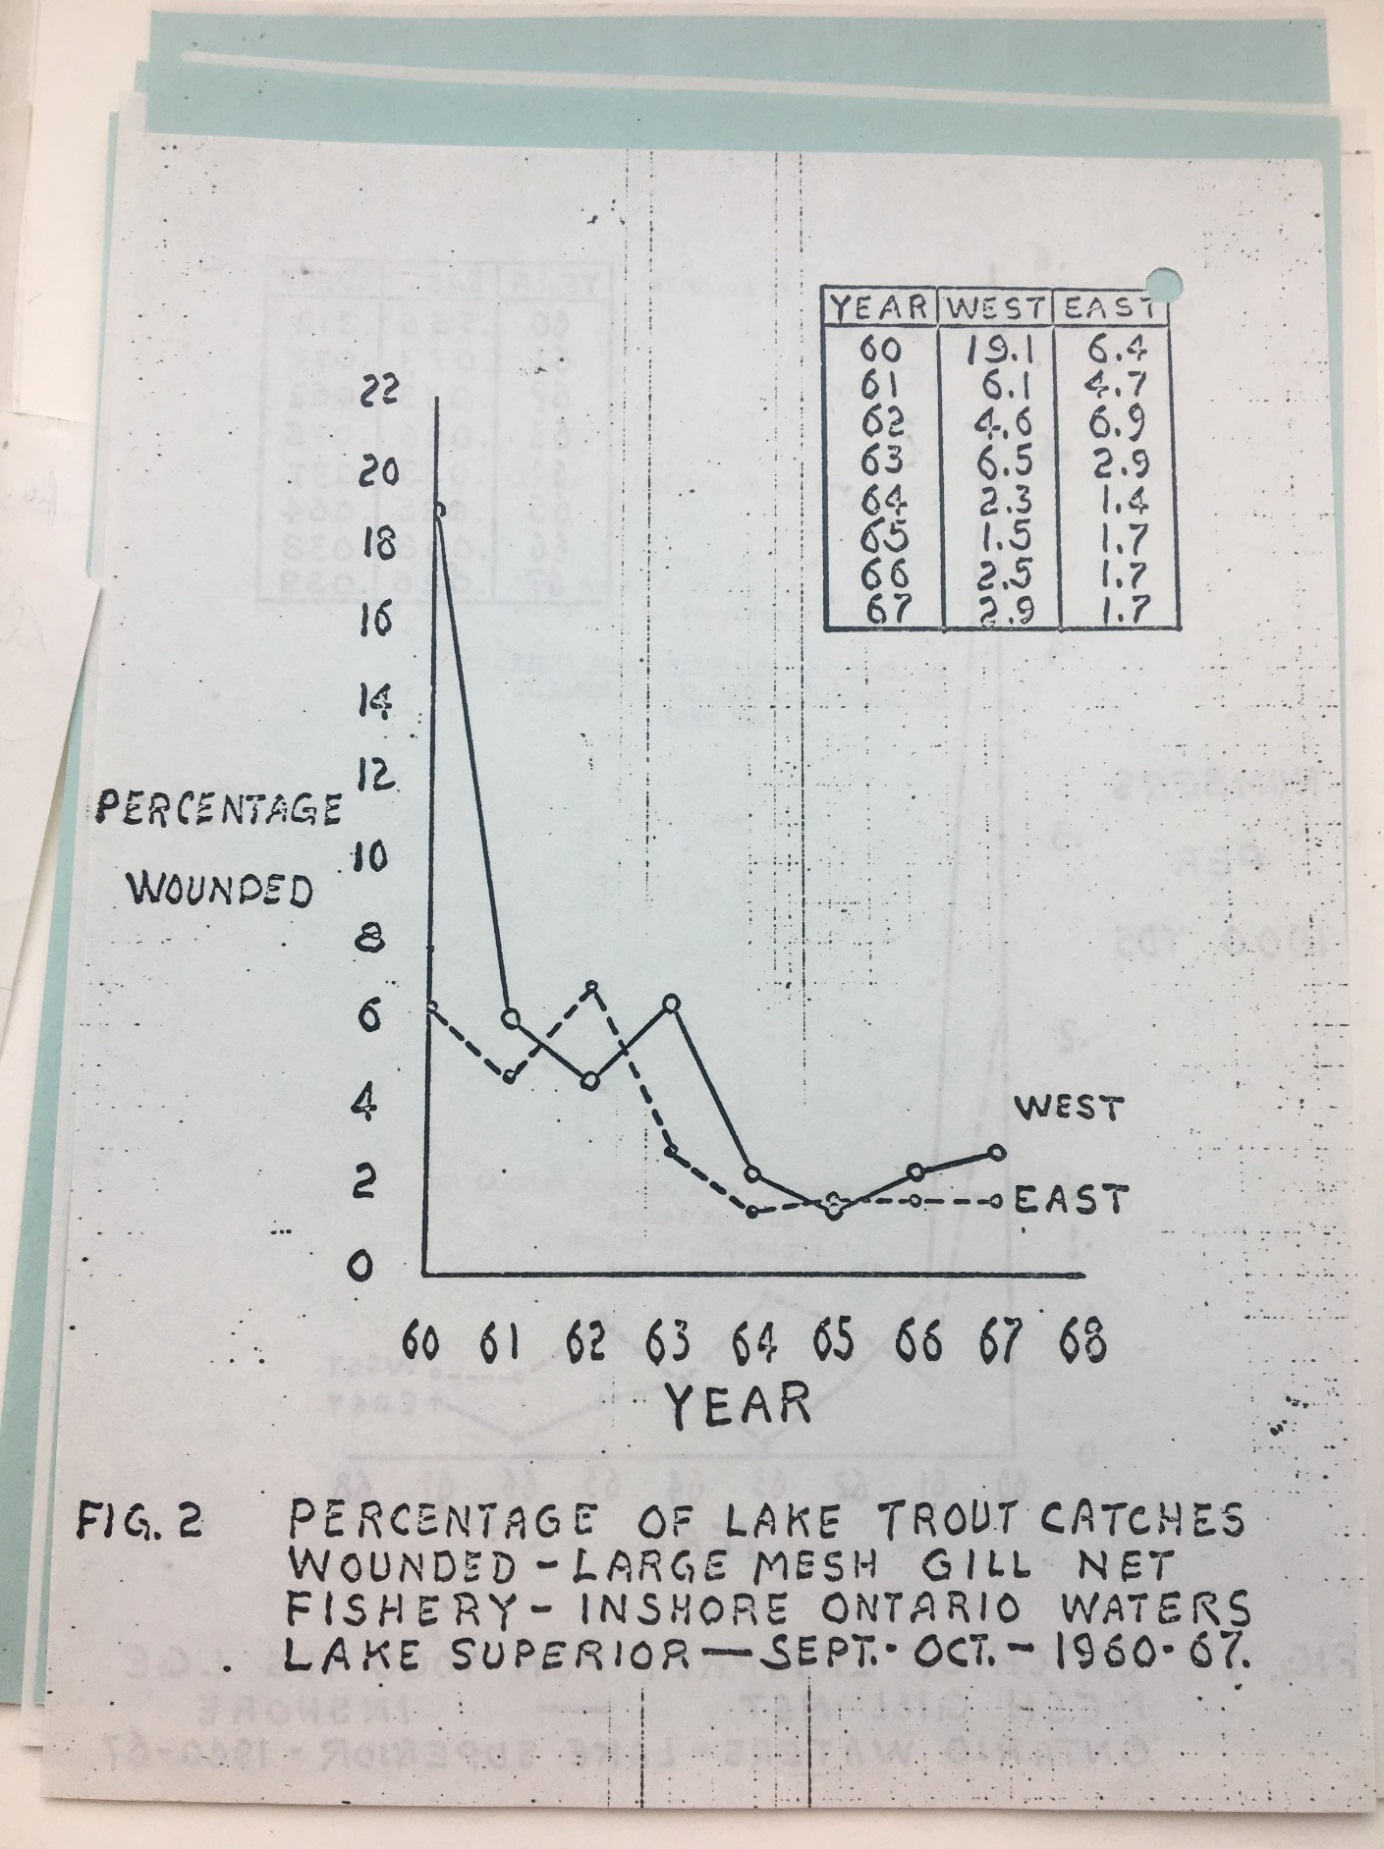 YEAR WEST EAST
60 19.1 6.4
61 6.1 4.7
62 4.6 6.9
63 6.5 2.9
64 2.3 1.4
65 1.5 1.7
66 2.5 1.7
67 2.9 1.7
22
20
18
16
14
12
PERCENTAGE
10
WOUNDED
8
6
4
WEST
2
EAST
0
60 61 62 63 64 65 66 67 68
YEAR
FIG. 2 PERCENTAGE OF LAKE TROUT CATCHES
WOUNDED - LARGE MESH GILL NET
FISHERY - INSHORE ONTARIO WATERS
LAKE SUPERIOR — SEPT. - OCT. - 1960-67.